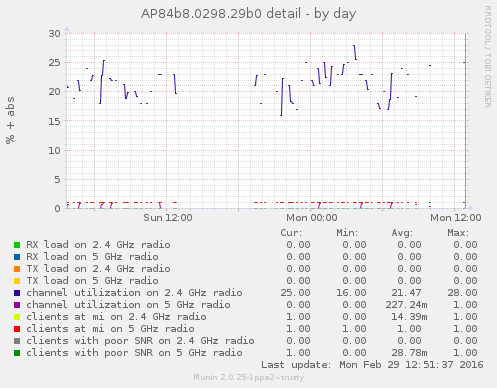 AP84b8.0298.29b0 detail - by day
30
25
20
15
10
5
0
% + abs
Sun 12:00 Mon 00:00 Mon 12:00
RRDTOOL / TOBI OETIKER
Cur: Min: Avg: Max:
RX load on 2.4 GHz radio 0.00 0.00 0.00 0.00
RX load on 5 GHz radio 0.00 0.00 0.00 0.00
TX load on 2.4 GHz radio 0.00 0.00 0.00 0.00
TX load on 5 GHz radio 0.00 0.00 0.00 0.00
channel utilization on 2.4 GHz radio 25.00 16.00 21.47 28.00
channel utilization on 5 GHz radio 0.00 0.00 227.24m 1.00
clients at mi on 2.4 GHz radio 1.00 0.00 14.39m 1.00
clients at mi on 5 GHz radio 1.00 1.00 1.00 1.00
clients with poor SNR on 2.4 GHz radio 0.00 0.00 0.00 0.00
clients with poor SNR on 5 GHz radio 1.00 0.00 28.78m 1.00
Last update: Mon Feb 29 12:51:37 2016
Munin 2.0.25-1ppa2~trusty